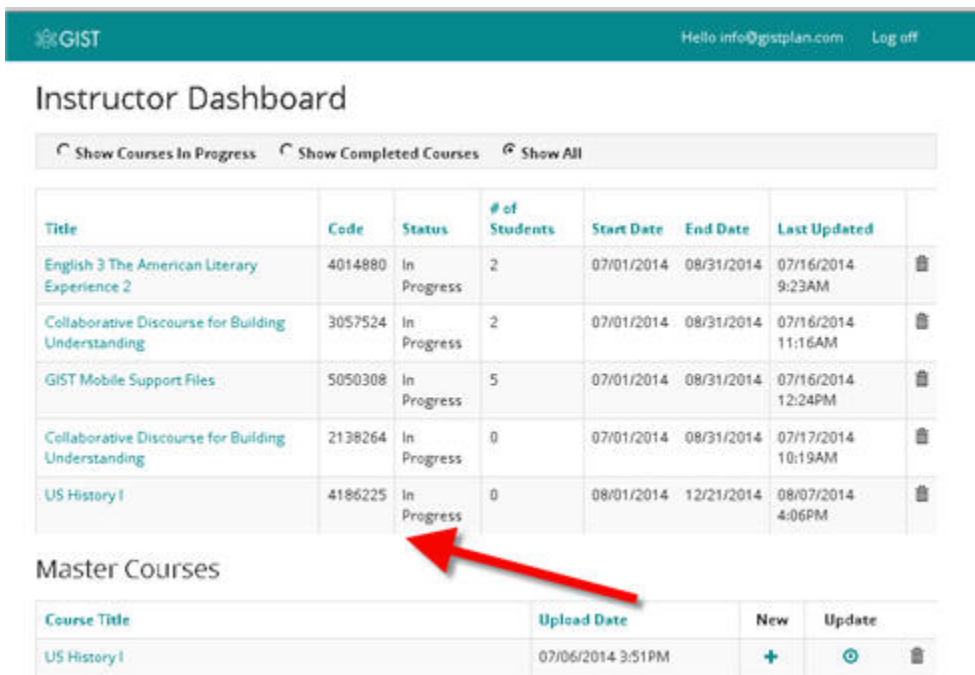 GIST Hello info@gistplan.com Log off
Instructor Dashboard
Show Courses In Progress Show Completed Courses Show All
Title Code Status # of Students Start Date End Date Last Updated
English 3 The American Literary Experience 2 4014880 In Progress 2 07/01/2014 08/31/2014 07/16/2014 9:23AM
Collaborative Discourse for Building Understanding 3057524 In Progress 2 07/01/2014 08/31/2014 07/16/2014 11:16AM
GIST Mobile Support Files 5050308 In Progress 5 07/01/2014 08/31/2014 07/16/2014 12:24PM
Collaborative Discourse for Building Understanding 2138264 In Progress 0 07/01/2014 08/31/2014 07/17/2014 10:19AM
US History I 4186225 In Progress 0 08/01/2014 12/21/2014 08/07/2014 4:06PM
Master Courses
Course Title Upload Date New Update
US History I 07/06/2014 3:51PM